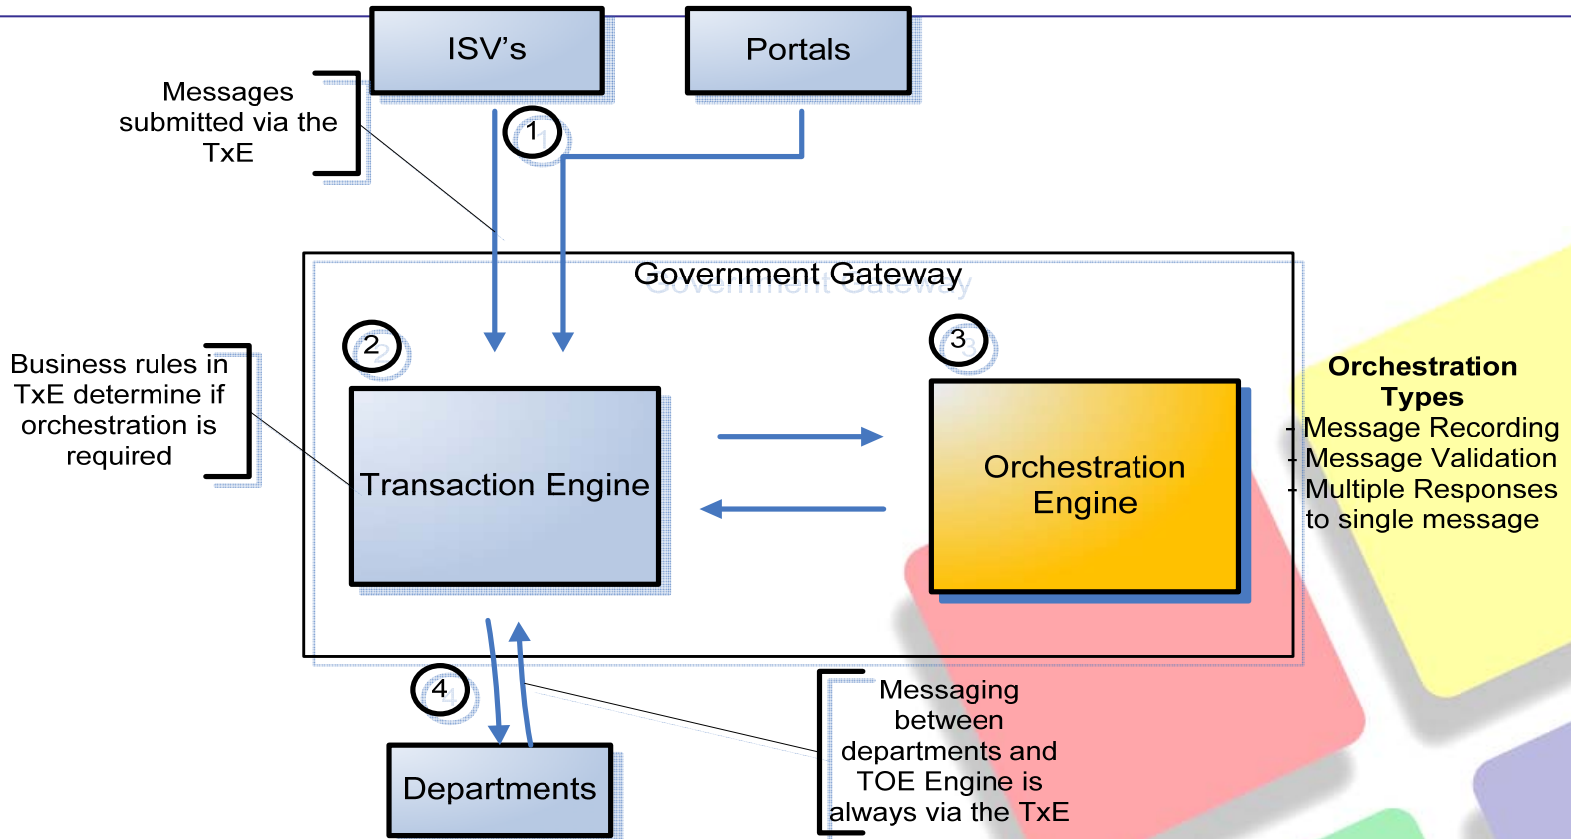 ISV's
Portals
Messages
submitted via the
TxE
1
Government Gateway
2
3
Business rules in
TxE determine if
orchestration is
required
Transaction Engine
Orchestration
Engine
Orchestration
Types
- Message Recording
- Message Validation
- Multiple Responses
to single message
4
Departments
Messaging
between
departments and
TOE Engine is
always via the TxE